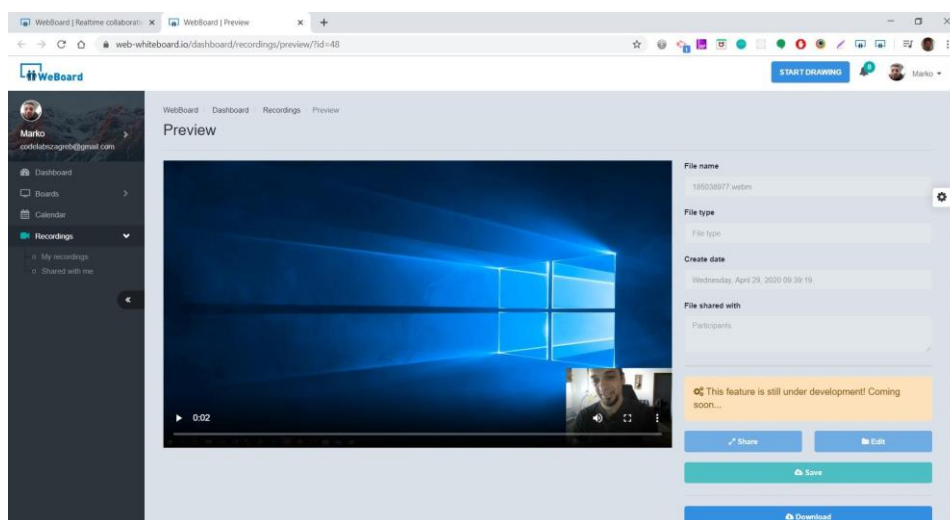 WebBoard | Realtime collaborati
WebBoard | Preview
web-whiteboard.io/dashboard/recordings/preview/?id=48
WeBoard
START DRAWING
Marko
Marko
codelabszagreb@gmail.com
Dashboard
Boards
Calendar
Recordings
My recordings
Shared with me
WebBoard Dashboard Recordings Preview
Preview
0:02
File name
185038977.webm
File type
File type
Create date
Wednesday, April 29, 2020 09:39:19
File shared with
Participants
This feature is still under development! Coming
soon...
Share
Edit
Save
Download